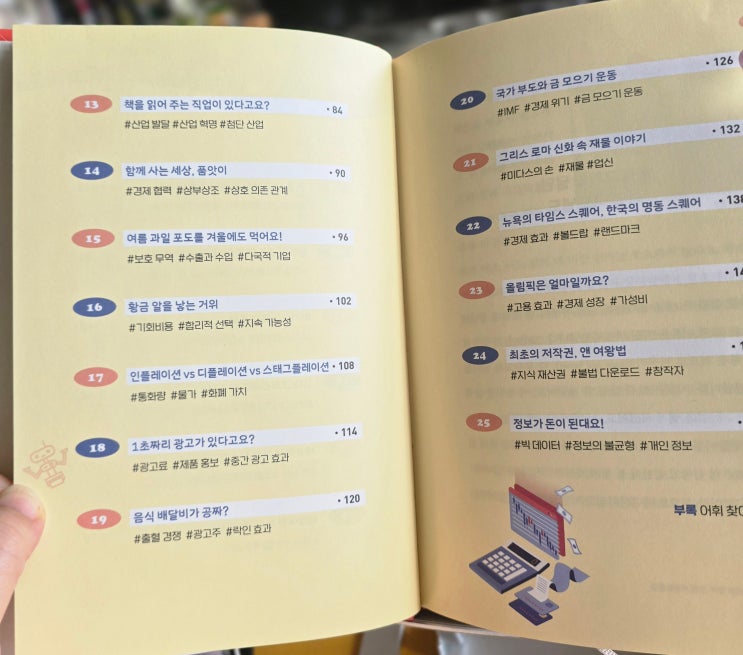 13 책을 읽어 주는 직업이 있다고요? • 84
#산업 발달 #산업 혁명 #첨단 산업
14 함께 사는 세상, 품앗이 • 90
#경제 협력 #상부상조 #상호 의존 관계
15 여름 과일 포도를 겨울에도 먹어요! • 96
#보호 무역 #수출과 수입 #다국적 기업
16 황금 알을 낳는 거위 • 102
#기회비용 #합리적 선택 #지속 가능성
17 인플레이션 vs 디플레이션 vs 스태그플레이션 • 108
#통화량 #물가 #화폐 가치
18 1초짜리 광고가 있다고요? • 114
#광고료 #제품 홍보 #중간 광고 효과
19 음식 배달비가 공짜? • 120
#출혈 경쟁 #광고주 #락인 효과
20 국가 부도와 금 모으기 운동 • 126
#IMF #경제 위기 #금 모으기 운동
21 그리스 로마 신화 속 재물 이야기 • 132
#미다스의 손 #재물 #업신
22 뉴욕의 타임스 스퀘어, 한국의 명동 스퀘어 • 138
#경제 효과 #볼드랍 #랜드마크
23 올림픽은 얼마일까요? •
#고용 효과 #경제 성장 #가성비
24 최초의 저작권, 앤 여왕법 •
#지식 재산권 #불법 다운로드 #창작자
25 정보가 돈이 된대요! •
#빅 데이터 #정보의 불균형 #개인 정보
부록 어휘